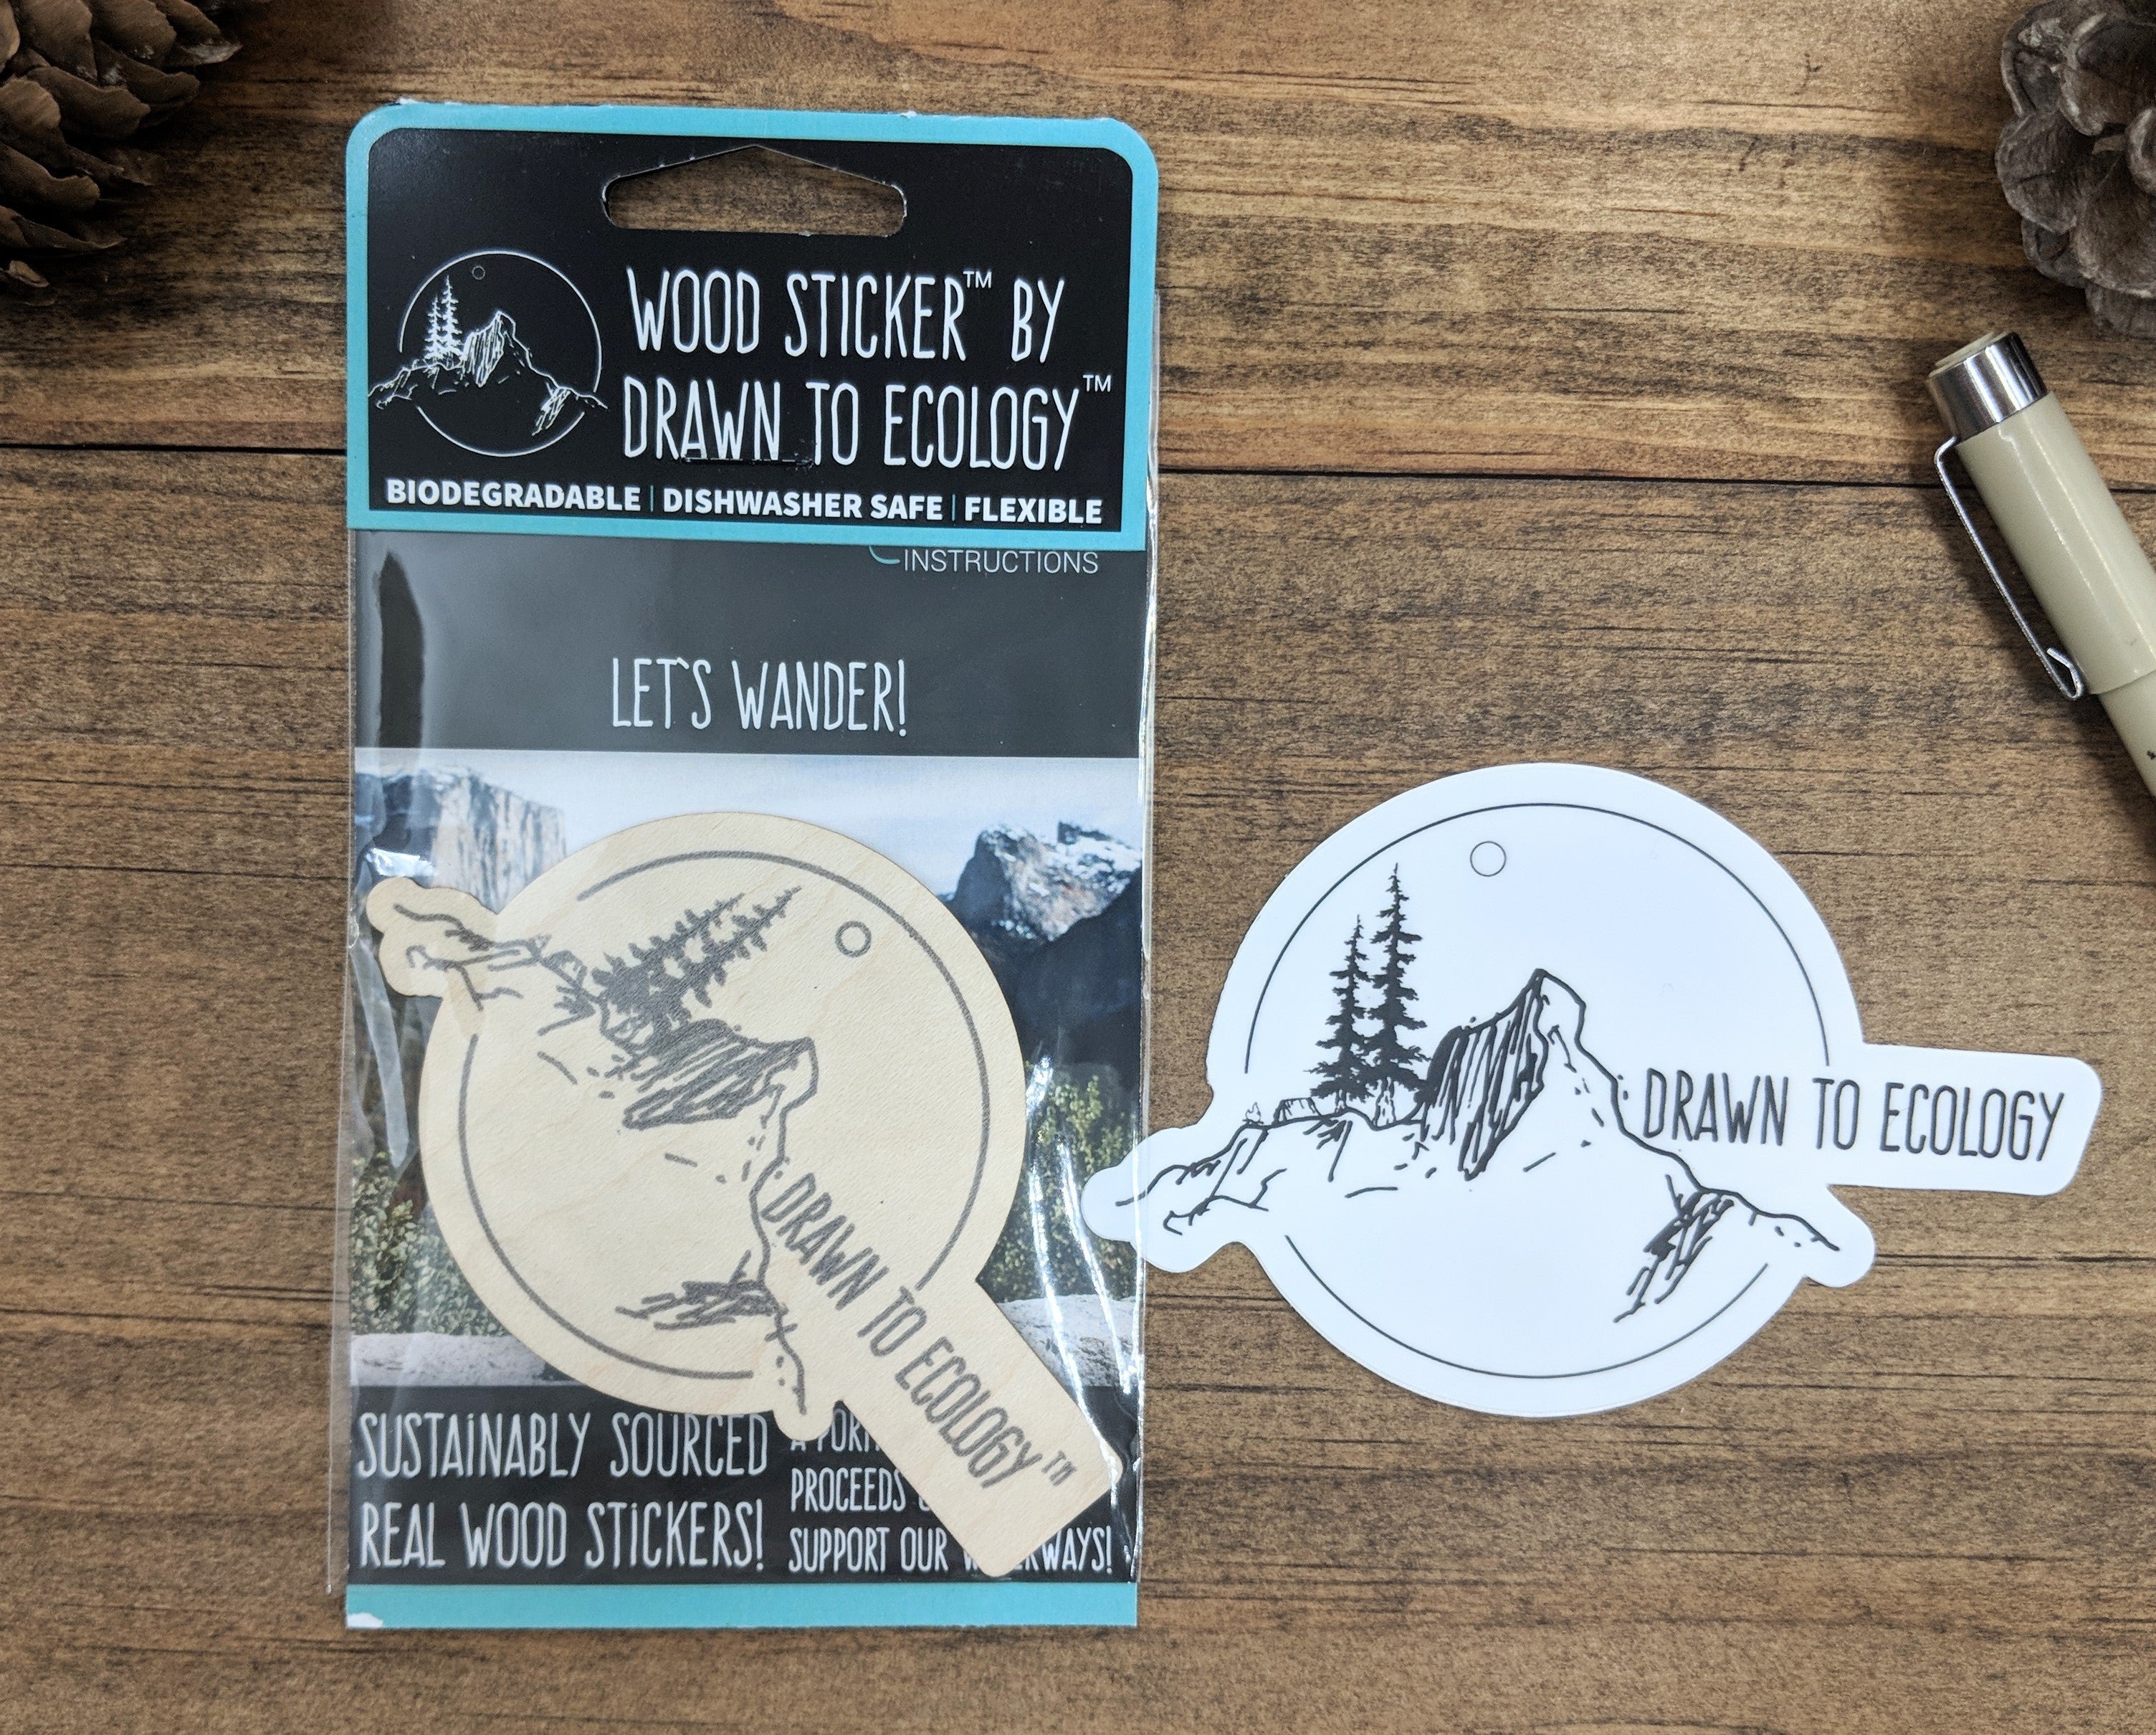 WOOD STICKER™ BY
DRAWN TO ECOLOGY™
BIODEGRADABLE | DISHWASHER SAFE | FLEXIBLE
INSTRUCTIONS
LET'S WANDER!
DRAWN TO ECOLOGY™
SUSTAINABLY SOURCED
REAL WOOD STICKERS!
A
PROCEEDS
SUPPORT OUR
DRAWN TO ECOLOGY